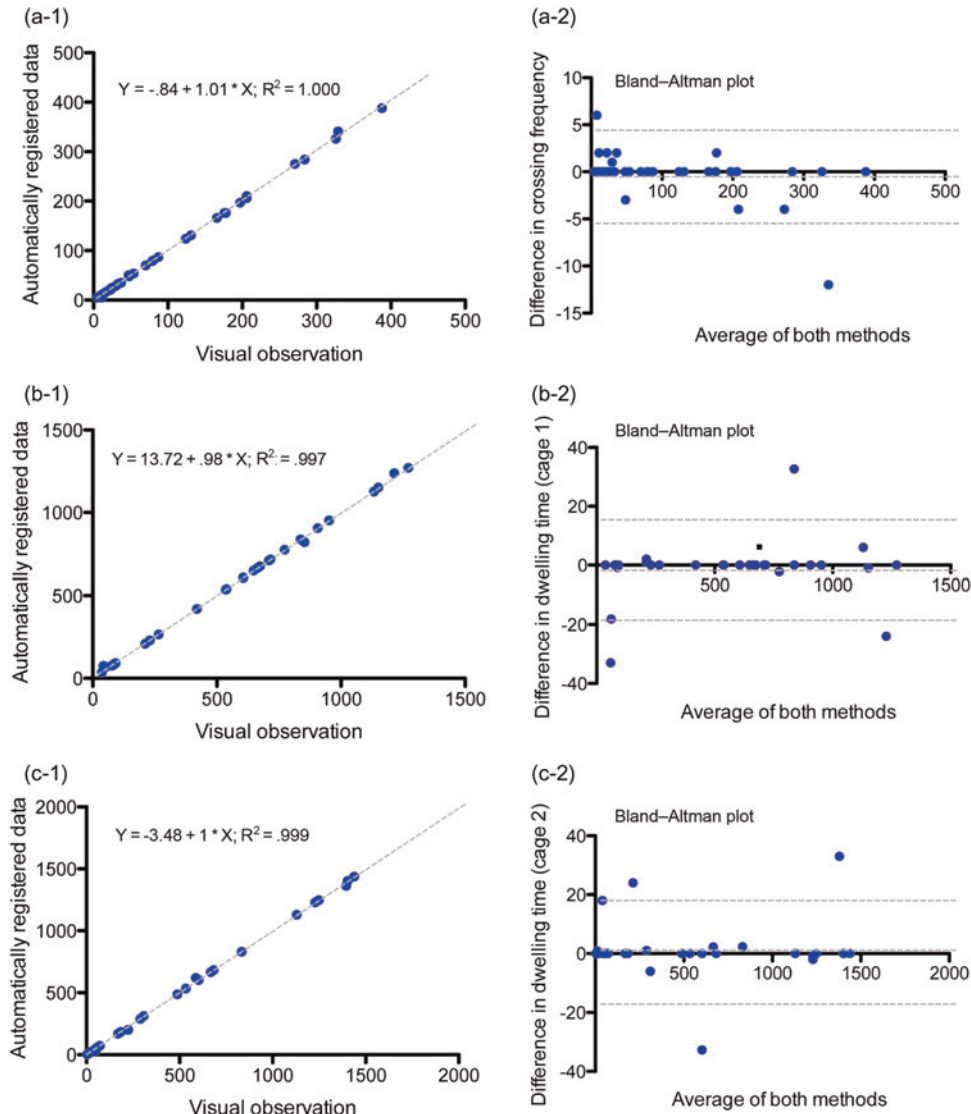 (a-1)
Automatically registered data
500
400
300
200
100
0
Y = -.84 + 1.01 * X; R² = 1.000
0 100 200 300 400 500
Visual observation
(a-2)
Difference in crossing frequency
Bland–Altman plot
10
5
0
-5
-10
-15
100 200 300 400 500
Average of both methods
(b-1)
Automatically registered data
1500
1000
500
0
Y = 13.72 + .98 * X; R² = .997
0 500 1000 1500
Visual observation
(b-2)
Difference in dwelling time (cage 1)
Bland–Altman plot
40
20
0
-20
-40
500 1000 1500
Average of both methods
(c-1)
Automatically registered data
2000
1500
1000
500
0
Y = -3.48 + 1 * X; R² = .999
0 500 1000 1500 2000
Visual observation
(c-2)
Difference in dwelling time (cage 2)
Bland–Altman plot
40
20
0
-20
-40
500 1000 1500 2000
Average of both methods